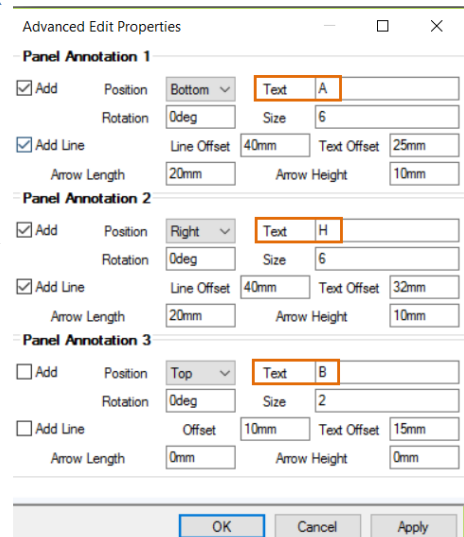 Advanced Edit Properties
Panel Annotation 1
Add Position Bottom Text A
Rotation 0deg Size 6
Add Line Line Offset 40mm Text Offset 25mm
Arrow Length 20mm Arrow Height 10mm
Panel Annotation 2
Add Position Right Text H
Rotation 0deg Size 6
Add Line Line Offset 40mm Text Offset 32mm
Arrow Length 20mm Arrow Height 10mm
Panel Annotation 3
Add Position Top Text B
Rotation 0deg Size 2
Add Line Offset 10mm Text Offset 15mm
Arrow Length 0mm Arrow Height 0mm
OK Cancel Apply